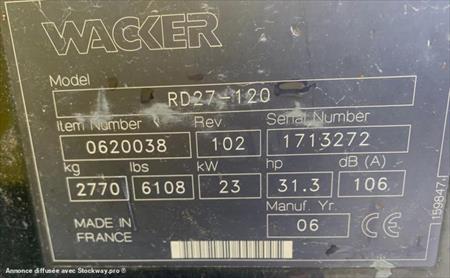 WACKER
Model
RD27-120
Item Number Rev Serial Number
0620038 102 1713272
kg lbs kW hp dB (A)
2770 6108 23 31.3 106
Manuf. Yr.
MADE IN
FRANCE
06
CE
159847
Annonce diffusée avec Stockway.pro ®